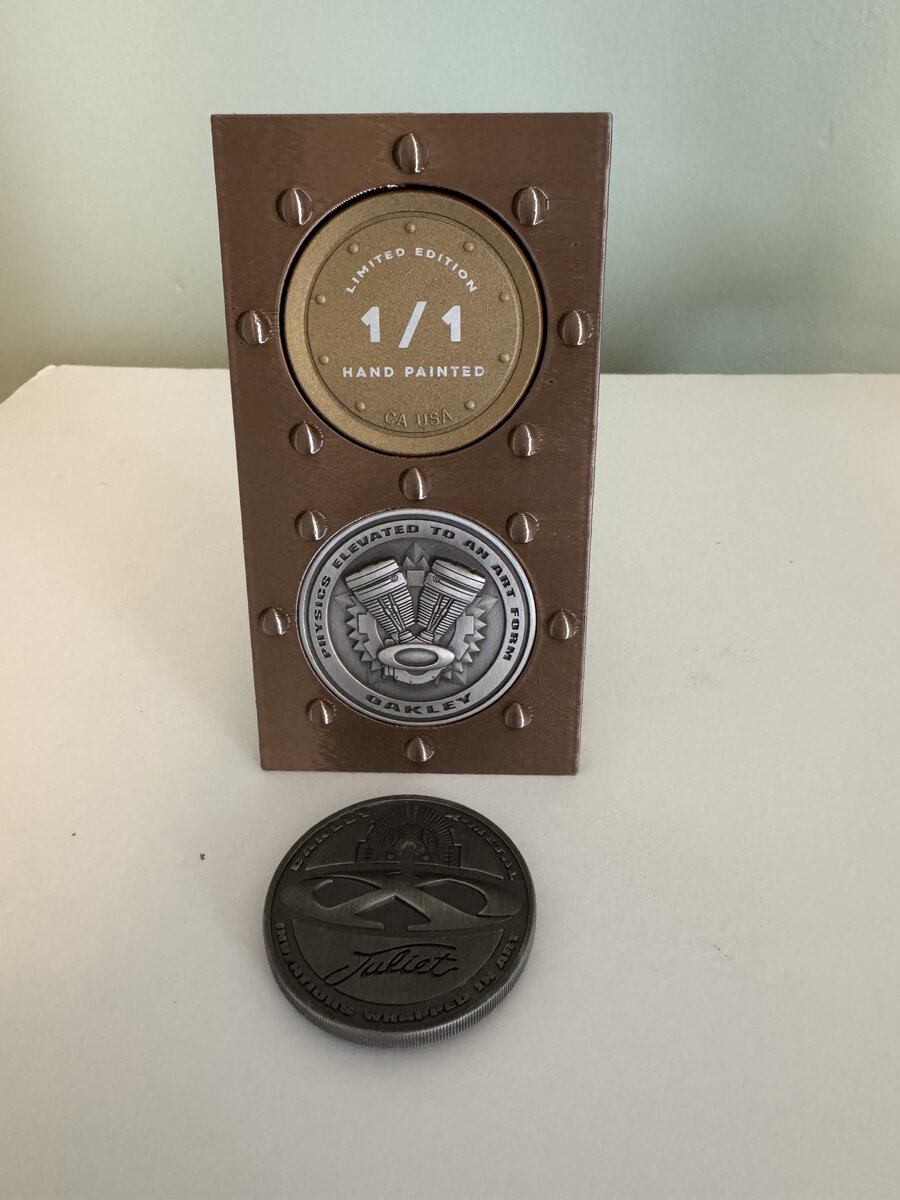 LIMITED EDITION
1/1
HAND PAINTED
CA USA
PHYSICS ELEVATED TO AN ART FORM
OAKLEY
OAKLEY X-METAL
Juliet
INVENTIONS WRAPPED IN ART